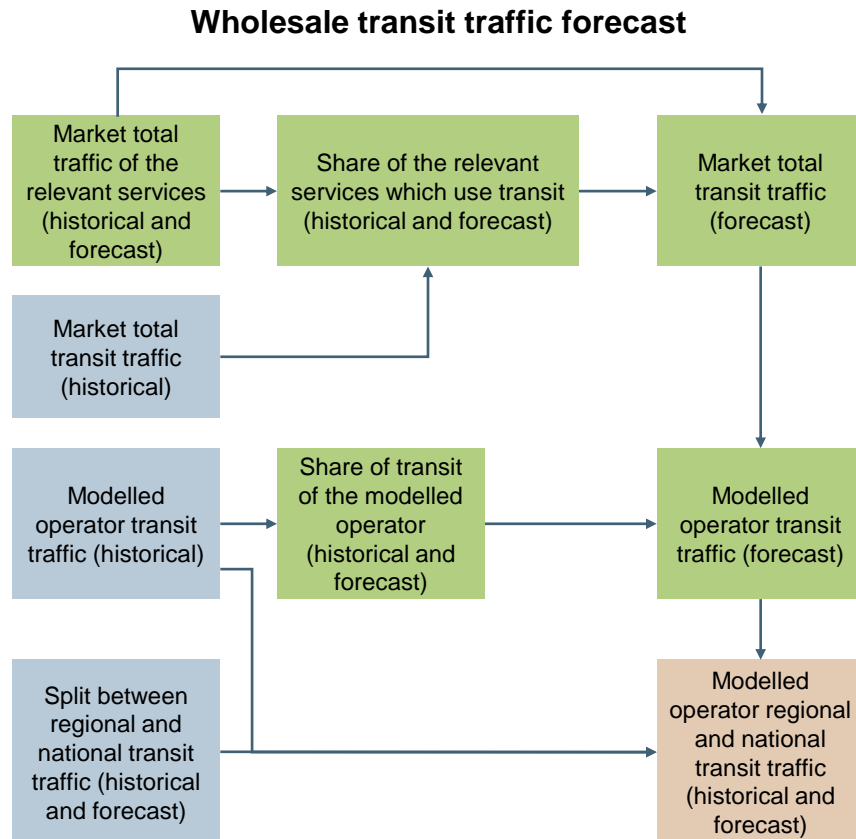 Wholesale transit traffic forecast
Market total
traffic of the
relevant services
(historical and
forecast)
Share of the relevant
services which use transit
(historical and forecast)
Market total
transit traffic
(forecast)
Market total
transit traffic
(historical)
Modelled
operator transit
traffic (historical)
Share of transit
of the modelled
operator
(historical and
forecast)
Modelled
operator transit
traffic (forecast)
Split between
regional and
national transit
traffic (historical
and forecast)
Modelled
operator regional
and national
transit traffic
(historical and
forecast)